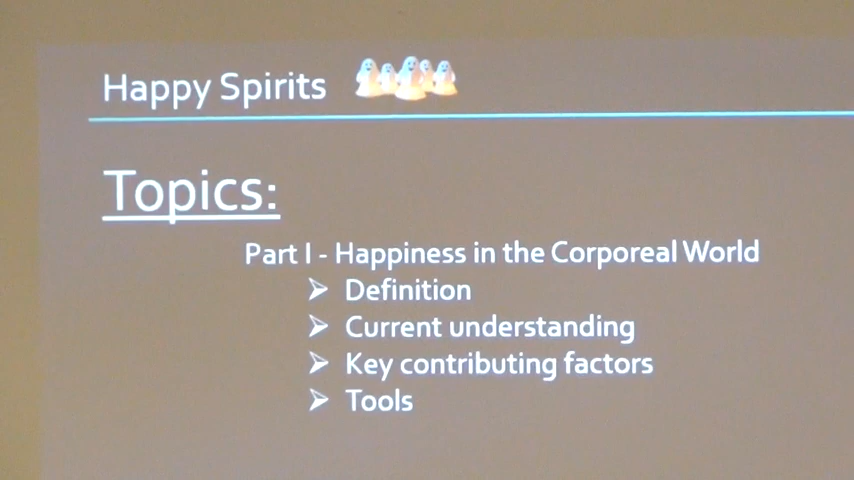 Happy Spirits
Topics:
Part I - Happiness in the Corporeal World
Definition
Current understanding
Key contributing factors
Tools